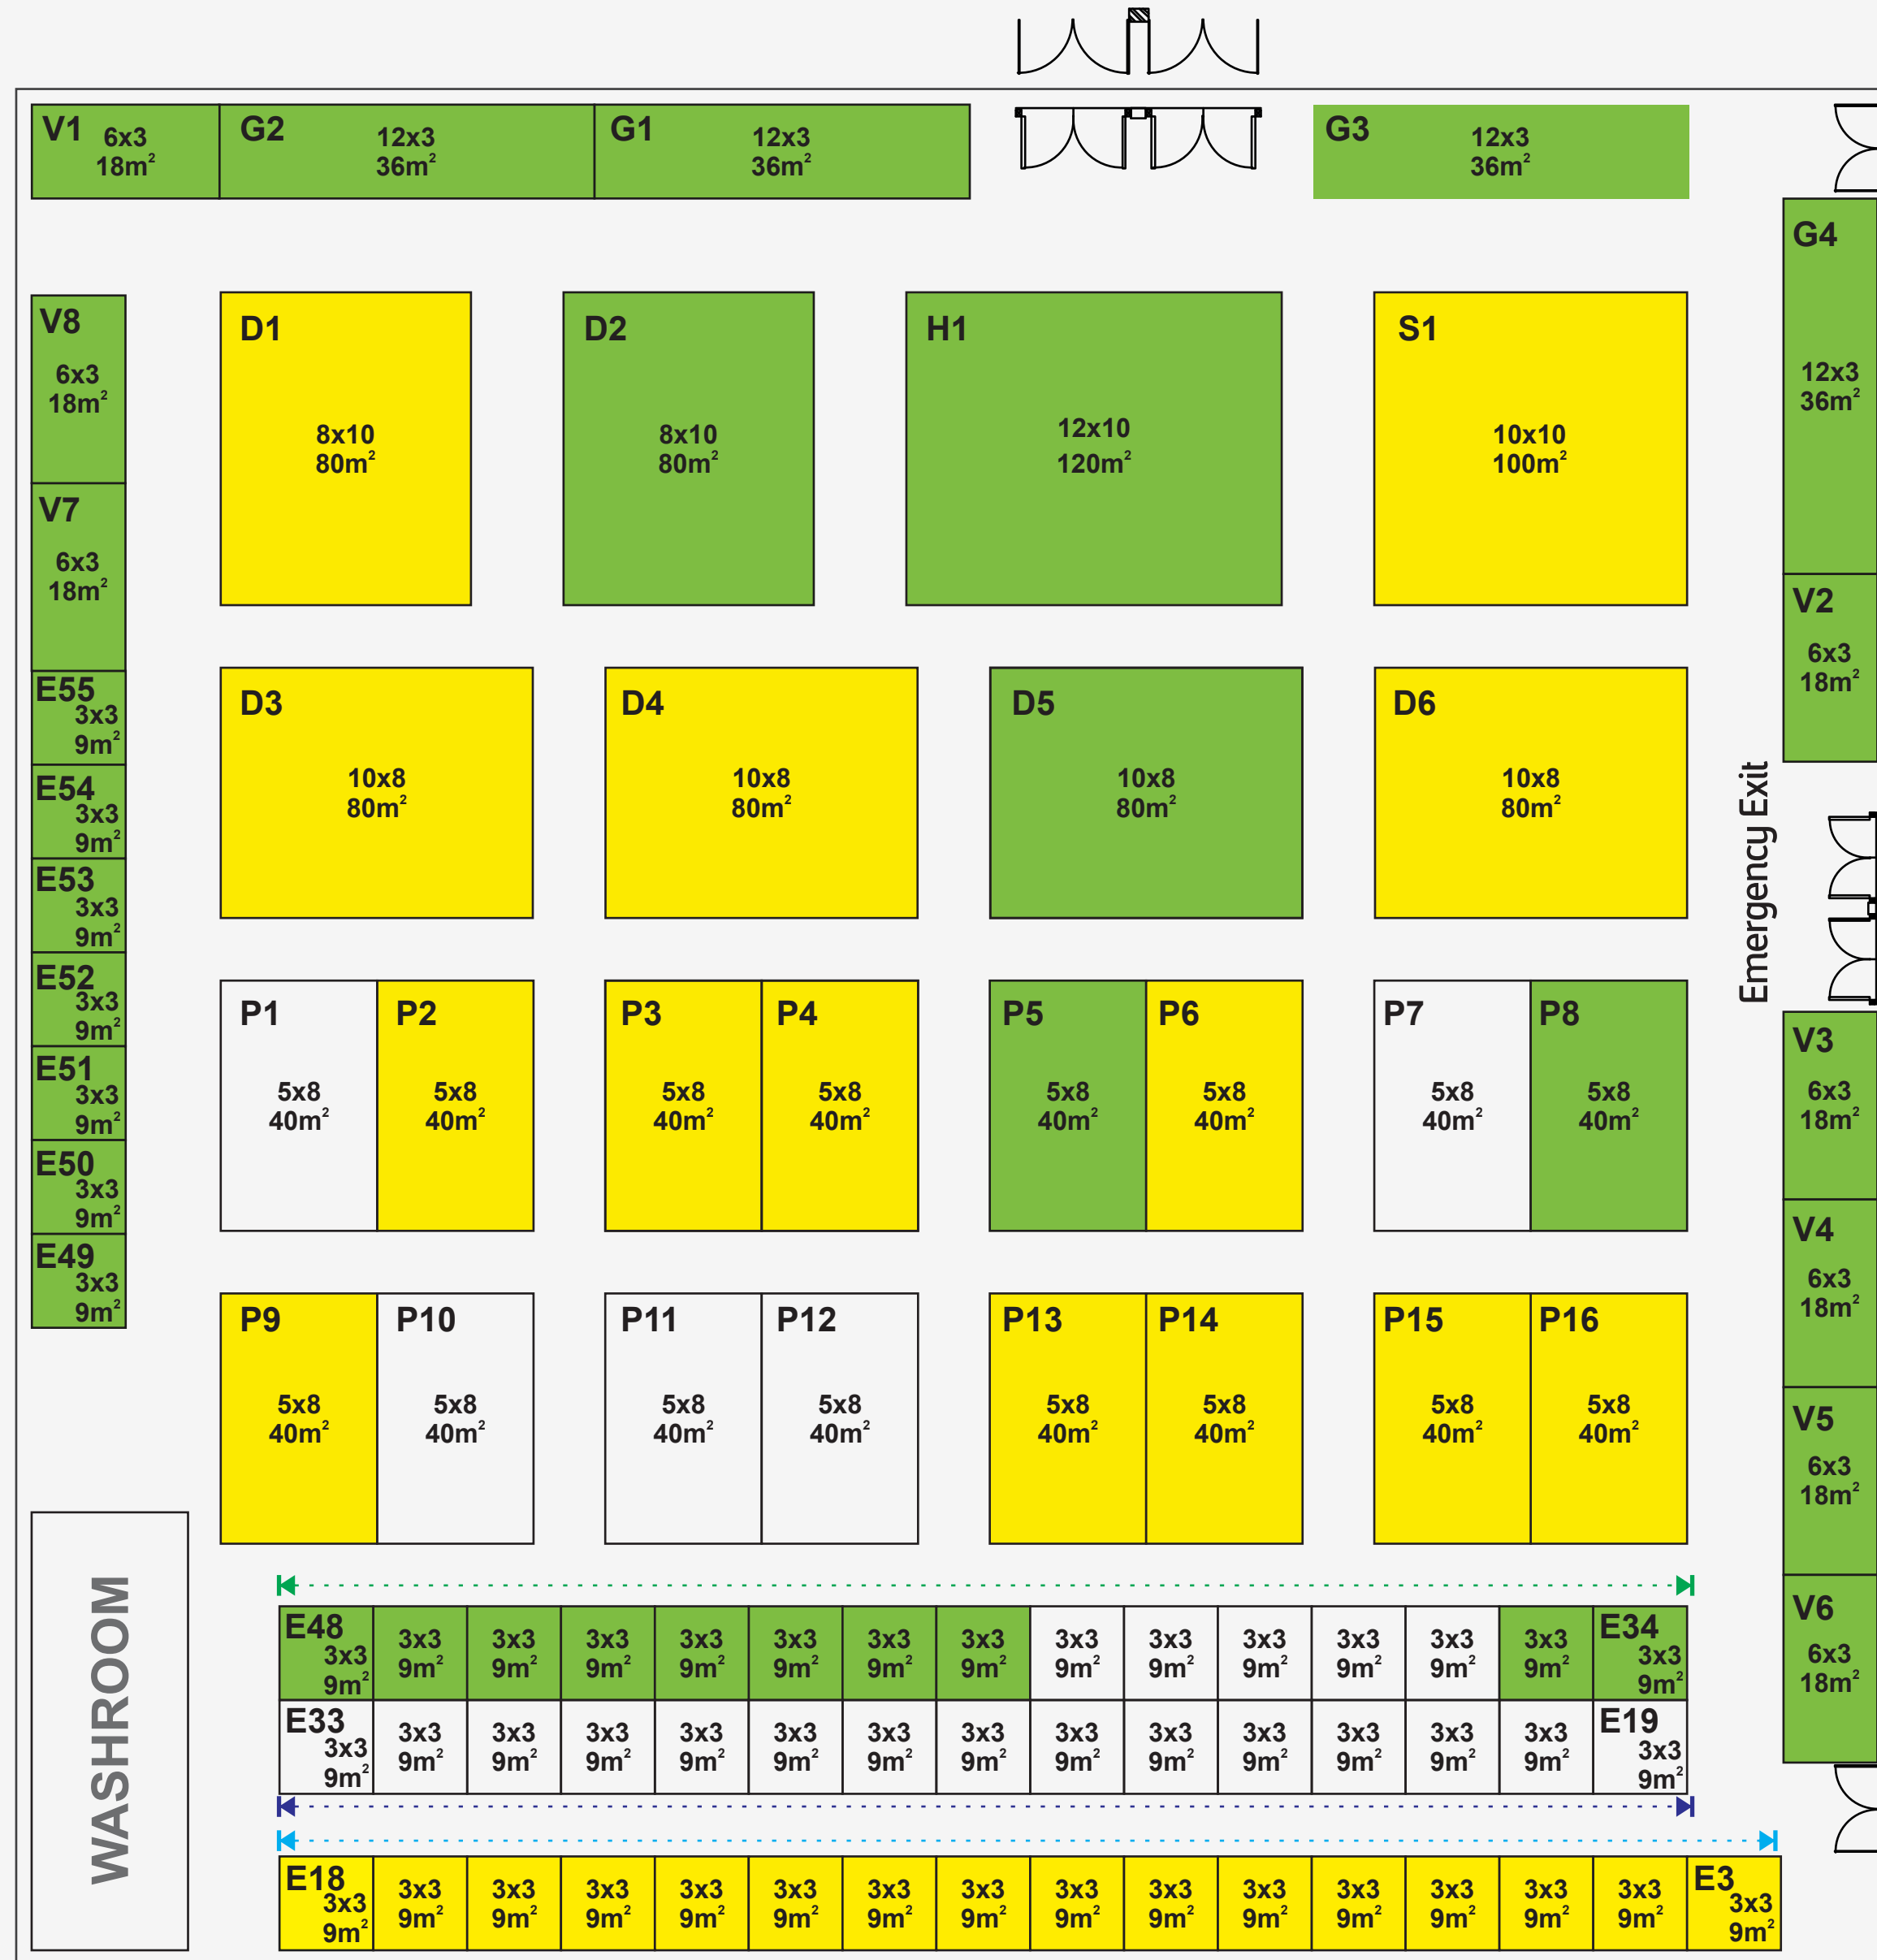 V1
6x3
18m²
G2
12x3
36m²
G1
12x3
36m²
G3
12x3
36m²
G4
12x3
36m²
V8
6x3
18m²
D1
8x10
80m²
D2
8x10
80m²
H1
12x10
120m²
S1
10x10
100m²
V7
6x3
18m²
V2
6x3
18m²
E55
3x3
9m²
E54
3x3
9m²
E53
3x3
9m²
E52
3x3
9m²
E51
3x3
9m²
E50
3x3
9m²
E49
3x3
9m²
D3
10x8
80m²
D4
10x8
80m²
D5
10x8
80m²
D6
10x8
80m²
Emergency Exit
P1
5x8
40m²
P2
5x8
40m²
P3
5x8
40m²
P4
5x8
40m²
P5
5x8
40m²
P6
5x8
40m²
P7
5x8
40m²
P8
5x8
40m²
V3
6x3
18m²
V4
6x3
18m²
V5
6x3
18m²
V6
6x3
18m²
P9
5x8
40m²
P10
5x8
40m²
P11
5x8
40m²
P12
5x8
40m²
P13
5x8
40m²
P14
5x8
40m²
P15
5x8
40m²
P16
5x8
40m²
WASHROOM
E48
3x3
9m²
3x3
9m²
3x3
9m²
3x3
9m²
3x3
9m²
3x3
9m²
3x3
9m²
3x3
9m²
3x3
9m²
3x3
9m²
3x3
9m²
3x3
9m²
3x3
9m²
3x3
9m²
E34
3x3
9m²
E33
3x3
9m²
3x3
9m²
3x3
9m²
3x3
9m²
3x3
9m²
3x3
9m²
3x3
9m²
3x3
9m²
3x3
9m²
3x3
9m²
3x3
9m²
3x3
9m²
3x3
9m²
3x3
9m²
E19
3x3
9m²
E18
3x3
9m²
3x3
9m²
3x3
9m²
3x3
9m²
3x3
9m²
3x3
9m²
3x3
9m²
3x3
9m²
3x3
9m²
3x3
9m²
3x3
9m²
3x3
9m²
3x3
9m²
3x3
9m²
3x3
9m²
E3
3x3
9m²